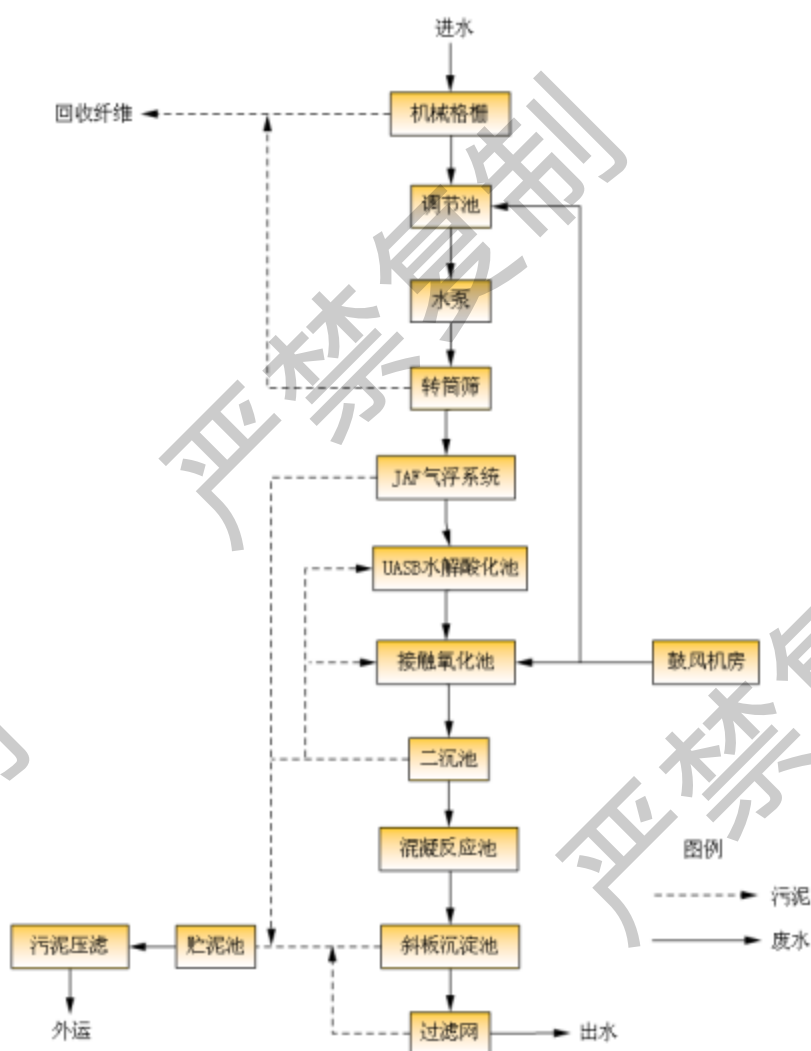 进水
回收纤维
机械格栅
调节池
水泵
转筒筛
JAF气浮系统
UASB水解酸化池
接触氧化池
鼓风机房
二沉池
混凝反应池
图例
污泥
废水
污泥压滤
贮泥池
斜板沉淀池
外运
过滤网
出水
严禁复制
严禁复
制